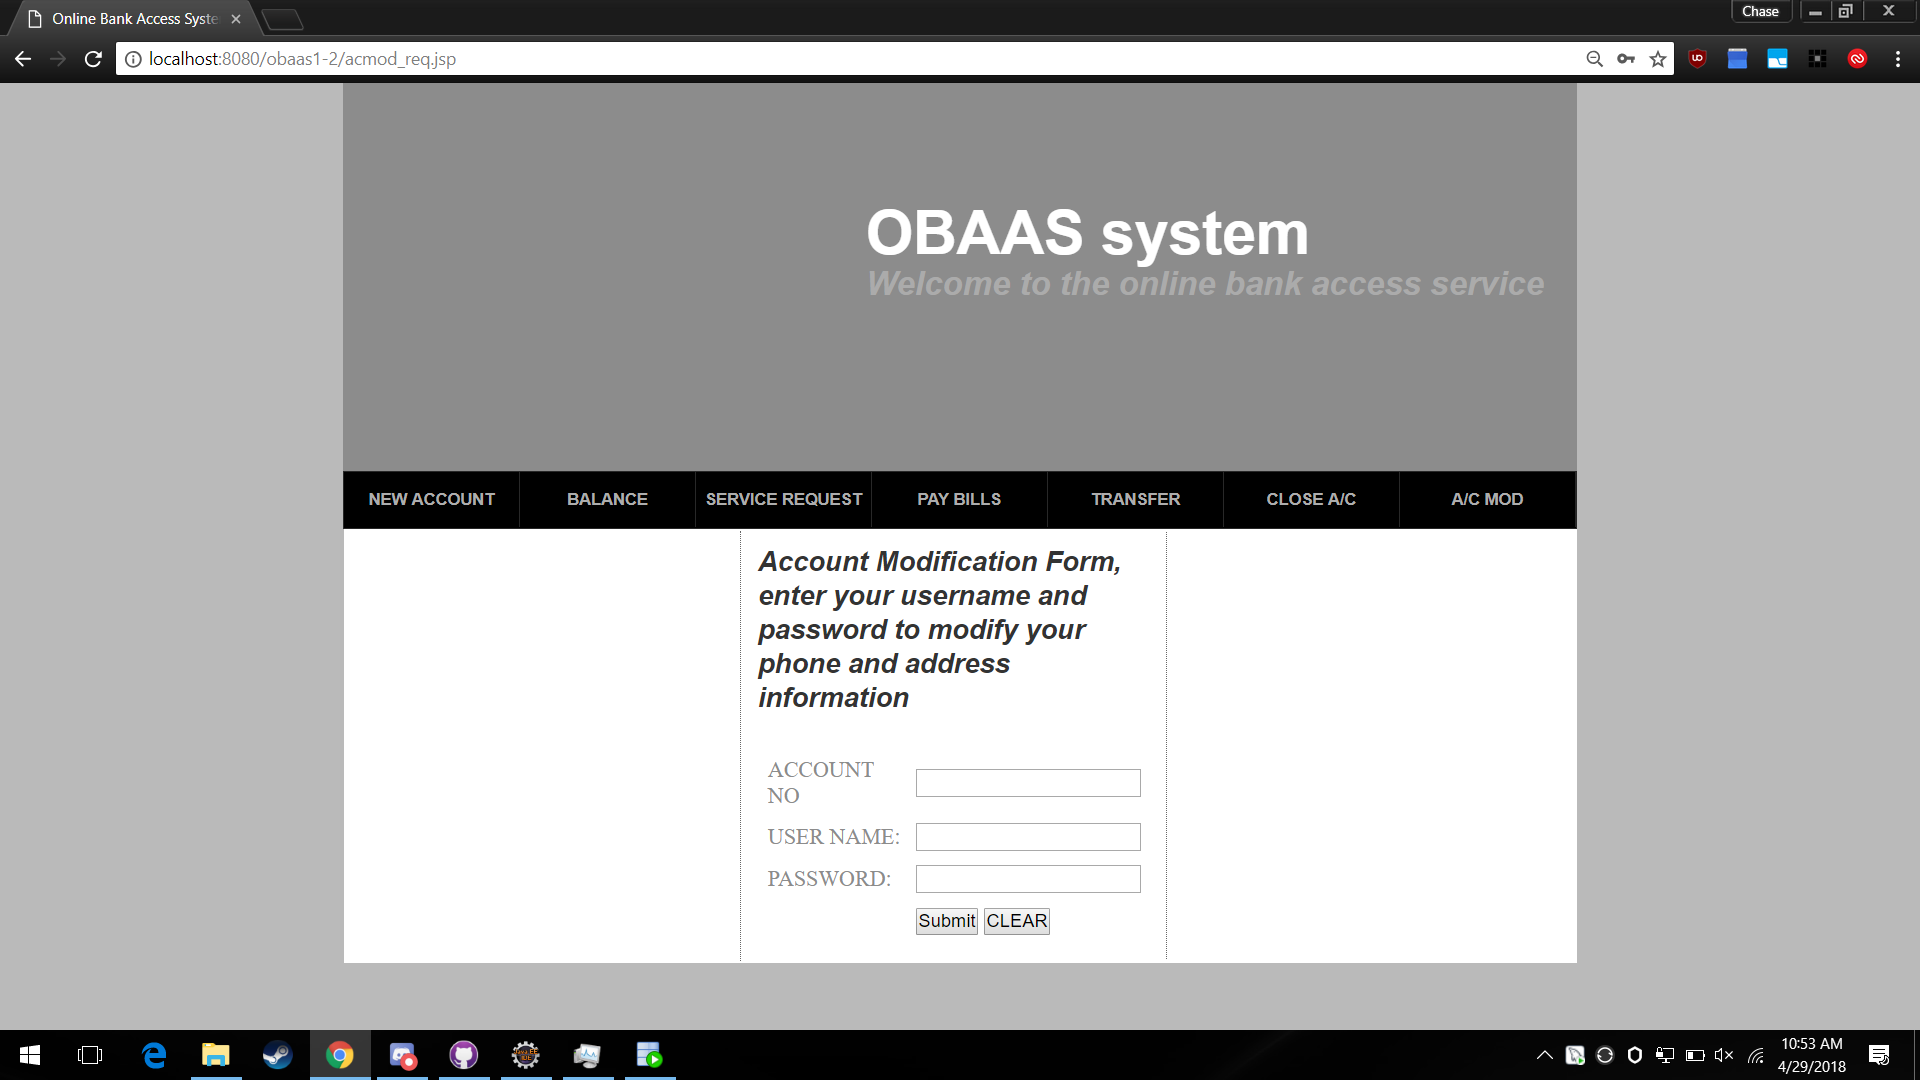 Online Bank Access Syste
Chase
localhost:8080/obaas1-2/acmod_req.jsp
OBAAS system
Welcome to the online bank access service
NEW ACCOUNT BALANCE SERVICE REQUEST PAY BILLS TRANSFER CLOSE A/C A/C MOD
Account Modification Form,
enter your username and
password to modify your
phone and address
information
ACCOUNT
NO
USER NAME:
PASSWORD:
Submit CLEAR
10:53 AM
4/29/2018